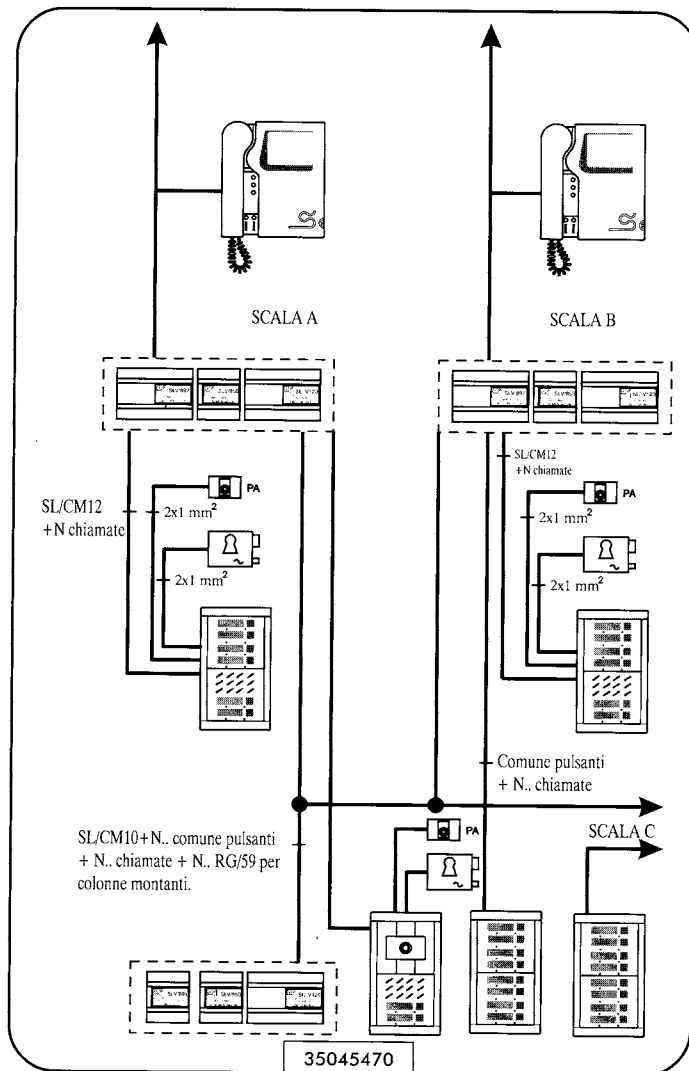 SCALA A
SCALA B
SL/CM12
+N chiamate
PA
2x1 mm²
2x1 mm²
SL/CM12
+N chiamate
PA
2x1 mm²
2x1 mm²
Comune pulsanti
+ N.. chiamate
SL/CM10+N.. comune pulsanti
+ N.. chiamate + N.. RG/59 per
colonne montanti.
PA
SCALA C
35045470